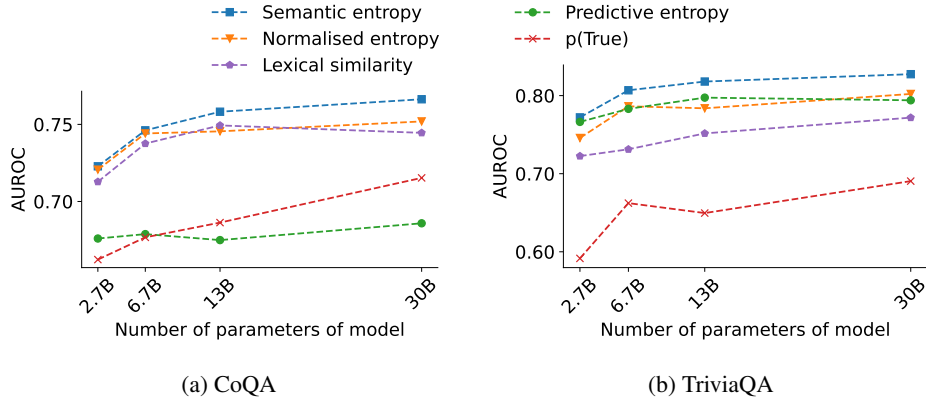 Semantic entropy
Normalised entropy
Lexical similarity
Predictive entropy
p(True)
AUROC
0.75
0.70
2.7B
6.7B
13B
30B
Number of parameters of model
(a) CoQA
AUROC
0.80
0.70
0.60
2.7B
6.7B
13B
30B
Number of parameters of model
(b) TriviaQA